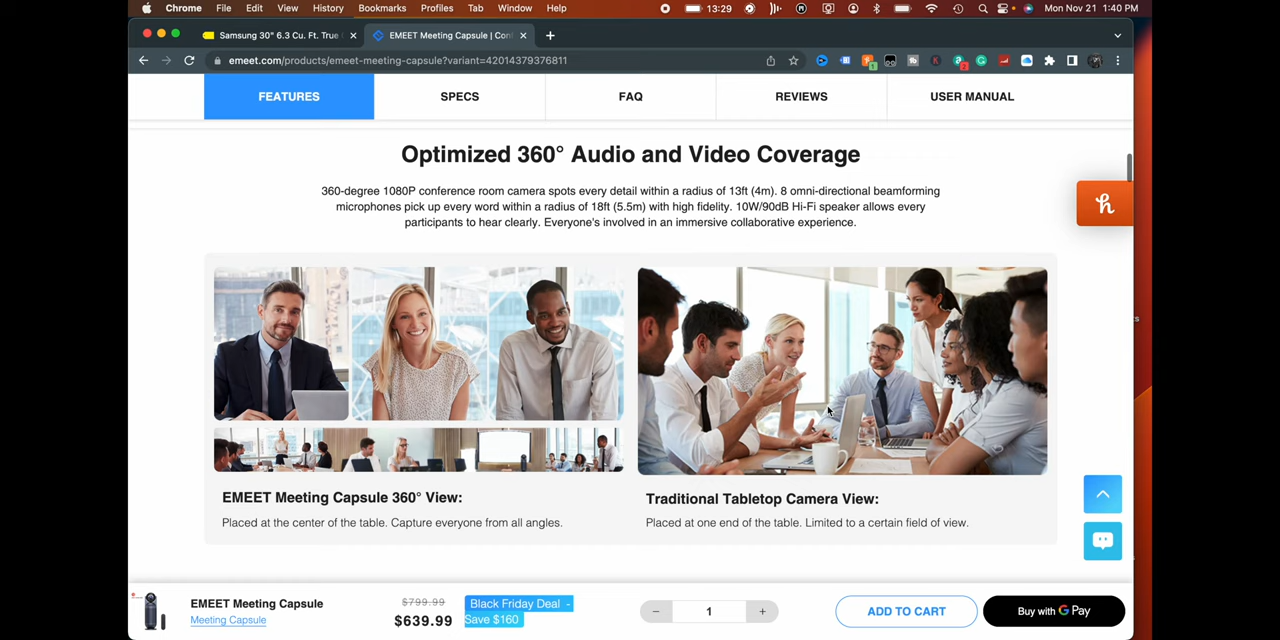 Chrome File Edit View History Bookmarks Profiles Tab Window Help 13:29 Mon Nov 21 1:40 PM
Samsung 30" 6.3 Cu. Ft. True
EMEET Meeting Capsule | Con
emeet.com/products/emeet-meeting-capsule?variant=42014379376811
FEATURES SPECS FAQ REVIEWS USER MANUAL
Optimized 360° Audio and Video Coverage
360-degree 1080P conference room camera spots every detail within a radius of 13ft (4m). 8 omni-directional beamforming
microphones pick up every word within a radius of 18ft (5.5m) with high fidelity. 10W/90dB Hi-Fi speaker allows every
participants to hear clearly. Everyone's involved in an immersive collaborative experience.
EMEET Meeting Capsule 360° View:
Placed at the center of the table. Capture everyone from all angles.
Traditional Tabletop Camera View:
Placed at one end of the table. Limited to a certain field of view.
EMEET Meeting Capsule
Meeting Capsule
$799.99
$639.99
Black Friday Deal -
Save $160
− 1 +
ADD TO CART
Buy with G Pay